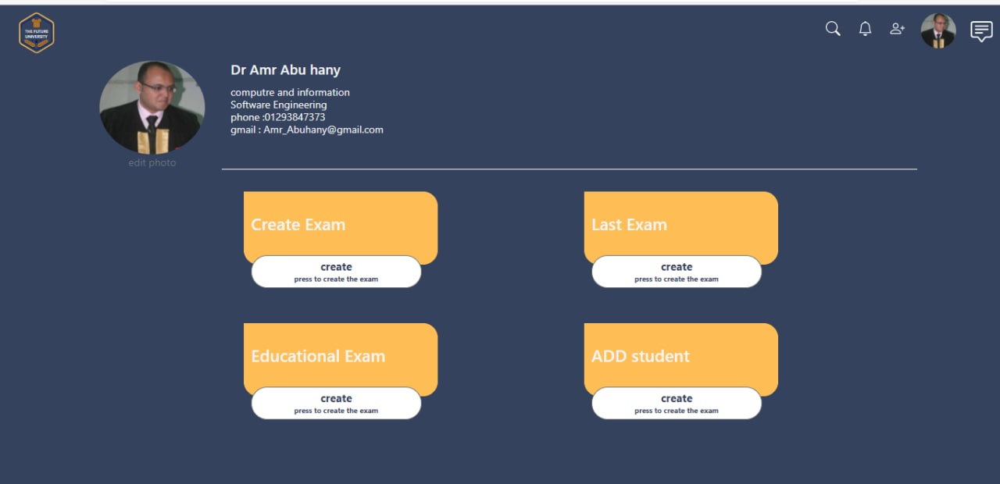 THE FUTURE
UNIVERSITY
Dr Amr Abu hany
computre and information
Software Engineering
phone :01293847373
gmail : Amr_Abuhany@gmail.com
edit photo
Create Exam
create
press to create the exam
Last Exam
create
press to create the exam
Educational Exam
create
press to create the exam
ADD student
create
press to create the exam